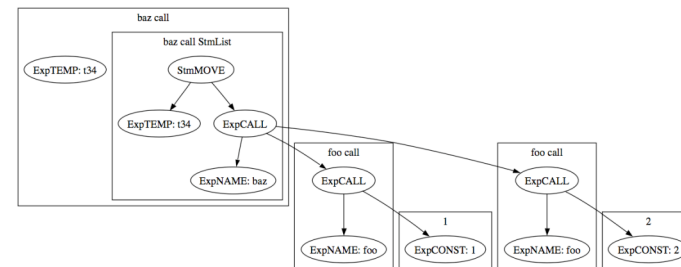 baz call
baz call StmList
ExpTEMP: t34
StmMOVE
ExpTEMP: t34
ExpCALL
ExpNAME: baz
foo call
ExpCALL
ExpNAME: foo
1
ExpCONST: 1
foo call
ExpCALL
ExpNAME: foo
2
ExpCONST: 2